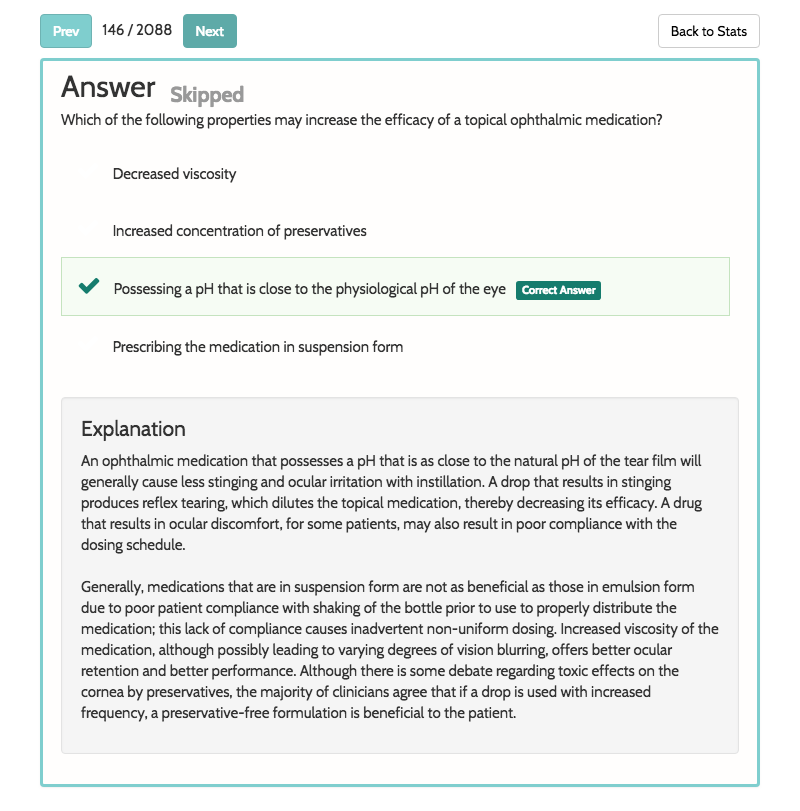 Prev 146 / 2088 Next Back to Stats
Answer Skipped
Which of the following properties may increase the efficacy of a topical ophthalmic medication?
Decreased viscosity
Increased concentration of preservatives
Possessing a pH that is close to the physiological pH of the eye Correct Answer
Prescribing the medication in suspension form
Explanation
An ophthalmic medication that possesses a pH that is as close to the natural pH of the tear film will
generally cause less stinging and ocular irritation with instillation. A drop that results in stinging
produces reflex tearing, which dilutes the topical medication, thereby decreasing its efficacy. A drug
that results in ocular discomfort, for some patients, may also result in poor compliance with the
dosing schedule.
Generally, medications that are in suspension form are not as beneficial as those in emulsion form
due to poor patient compliance with shaking of the bottle prior to use to properly distribute the
medication; this lack of compliance causes inadvertent non-uniform dosing. Increased viscosity of the
medication, although possibly leading to varying degrees of vision blurring, offers better ocular
retention and better performance. Although there is some debate regarding toxic effects on the
cornea by preservatives, the majority of clinicians agree that if a drop is used with increased
frequency, a preservative-free formulation is beneficial to the patient.